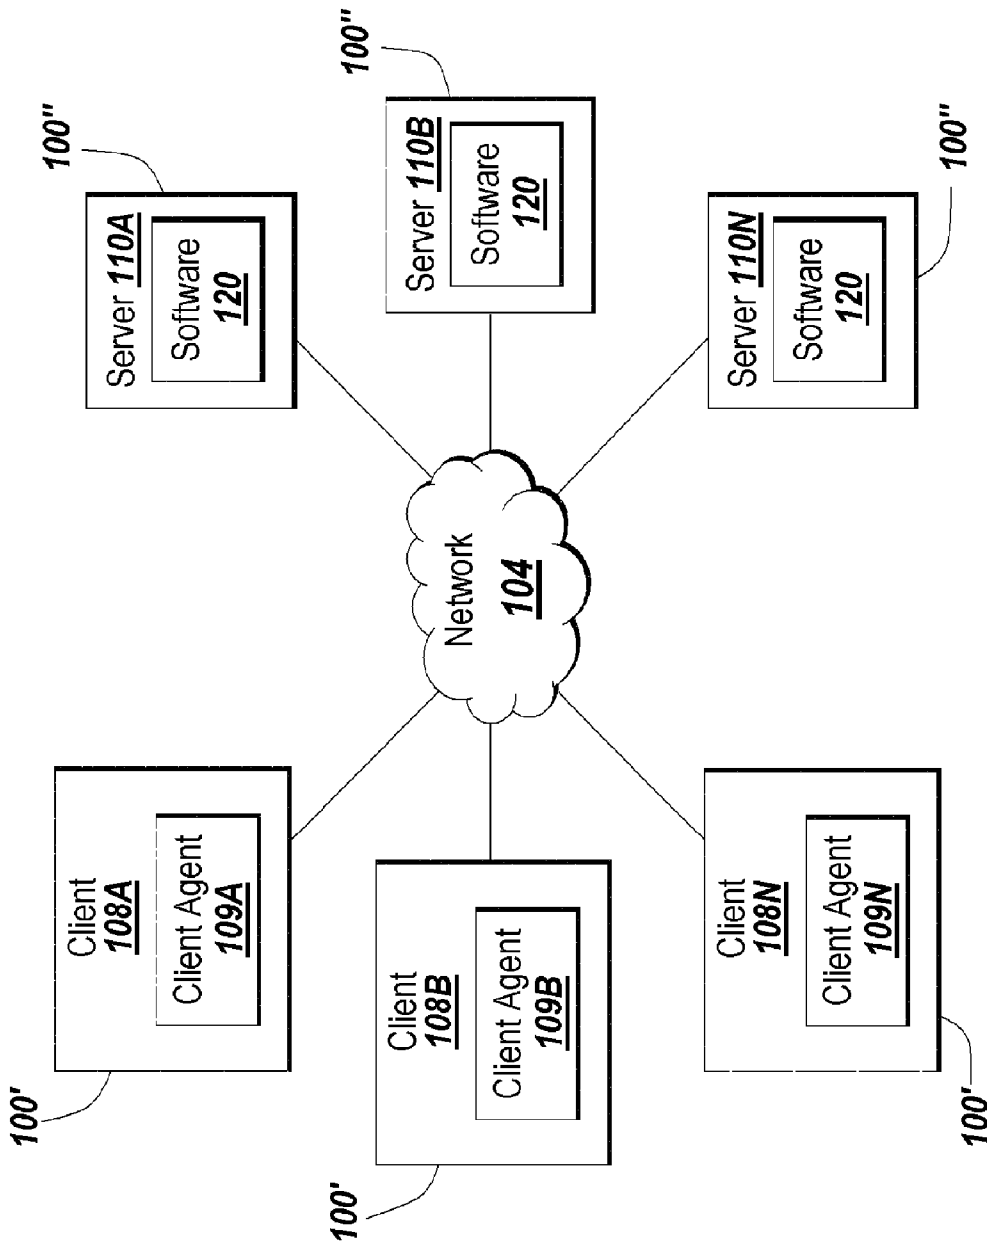 100'
Client
108A
Client Agent
109A
100'
Client
108B
Client Agent
109B
100'
Client
108N
Client Agent
109N
Network
104
100"
Server 110A
Software
120
100"
Server 110B
Software
120
100"
Server 110N
Software
120